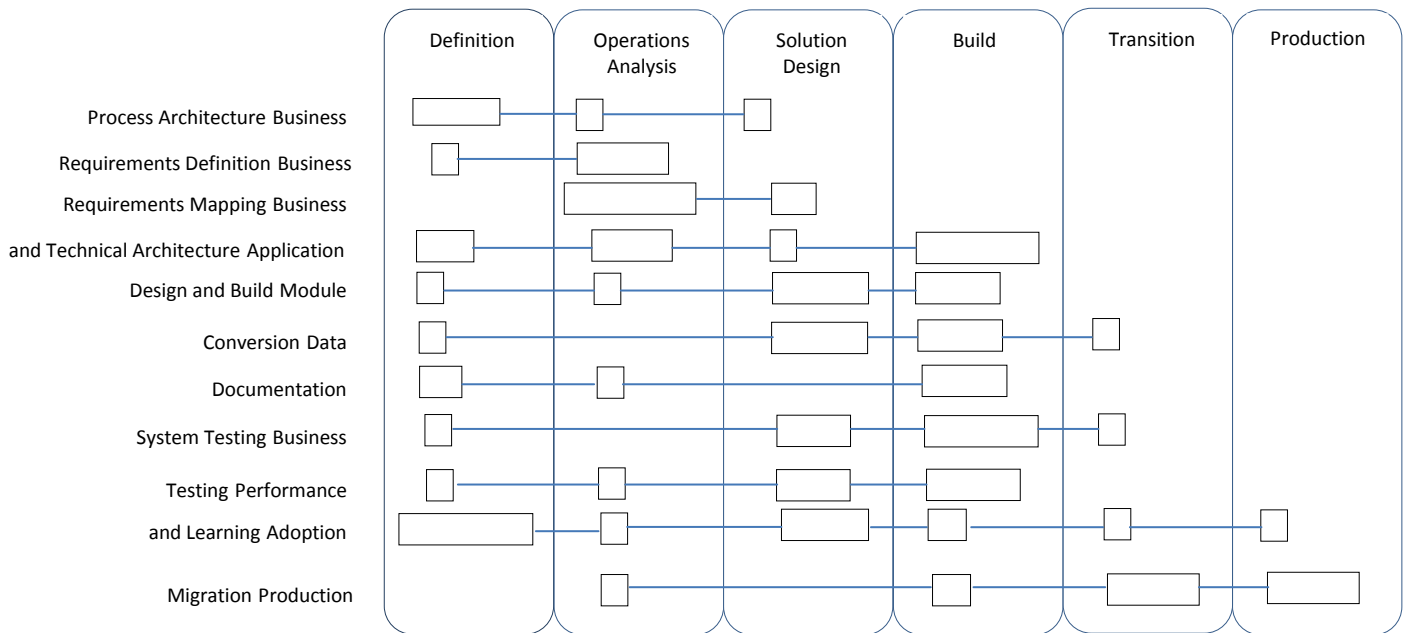 Definition
Operations
Analysis
Solution
Design
Build
Transition
Production
Process Architecture Business
Requirements Definition Business
Requirements Mapping Business
and Technical Architecture Application
Design and Build Module
Conversion Data
Documentation
System Testing Business
Testing Performance
and Learning Adoption
Migration Production